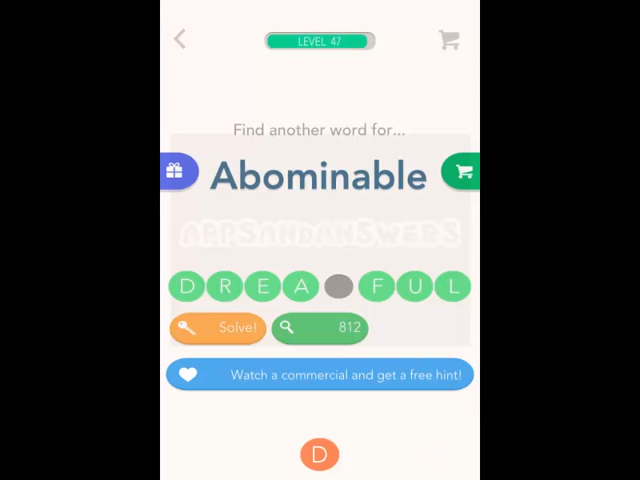 LEVEL 47
Find another word for...
Abominable
APPSANDANSWERS
D R E A F U L
Solve! 812
Watch a commercial and get a free hint!
D